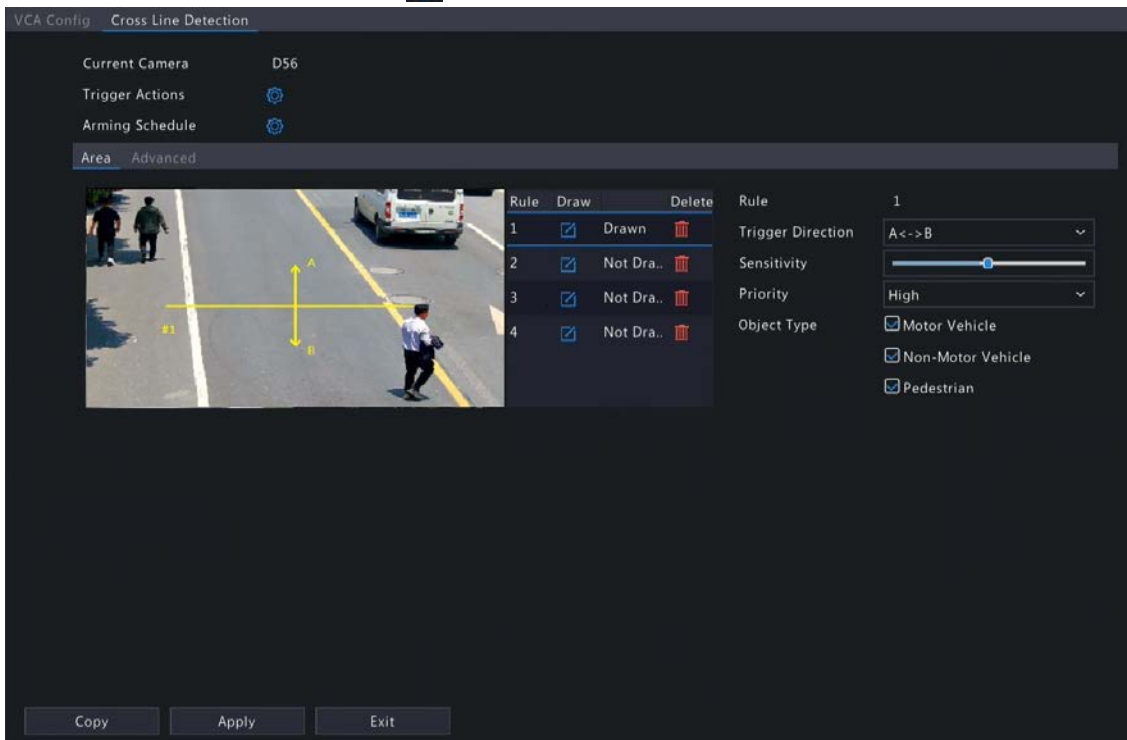 VCA Config Cross Line Detection
Current Camera D56
Trigger Actions
Arming Schedule
Area Advanced
Rule Draw Delete
1 Drawn
2 Not Dra..
3 Not Dra..
4 Not Dra..
A
#1
B
Rule 1
Trigger Direction A<->B
Sensitivity
Priority High
Object Type Motor Vehicle
Non-Motor Vehicle
Pedestrian
Copy Apply Exit